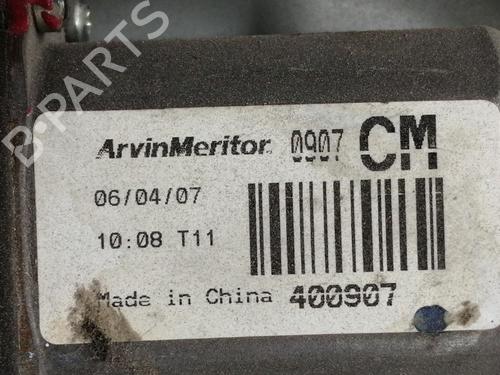 ArvinMeritor. 0907 CM
06/04/07
10:08 T11
Made in China 400907
B-PARTS